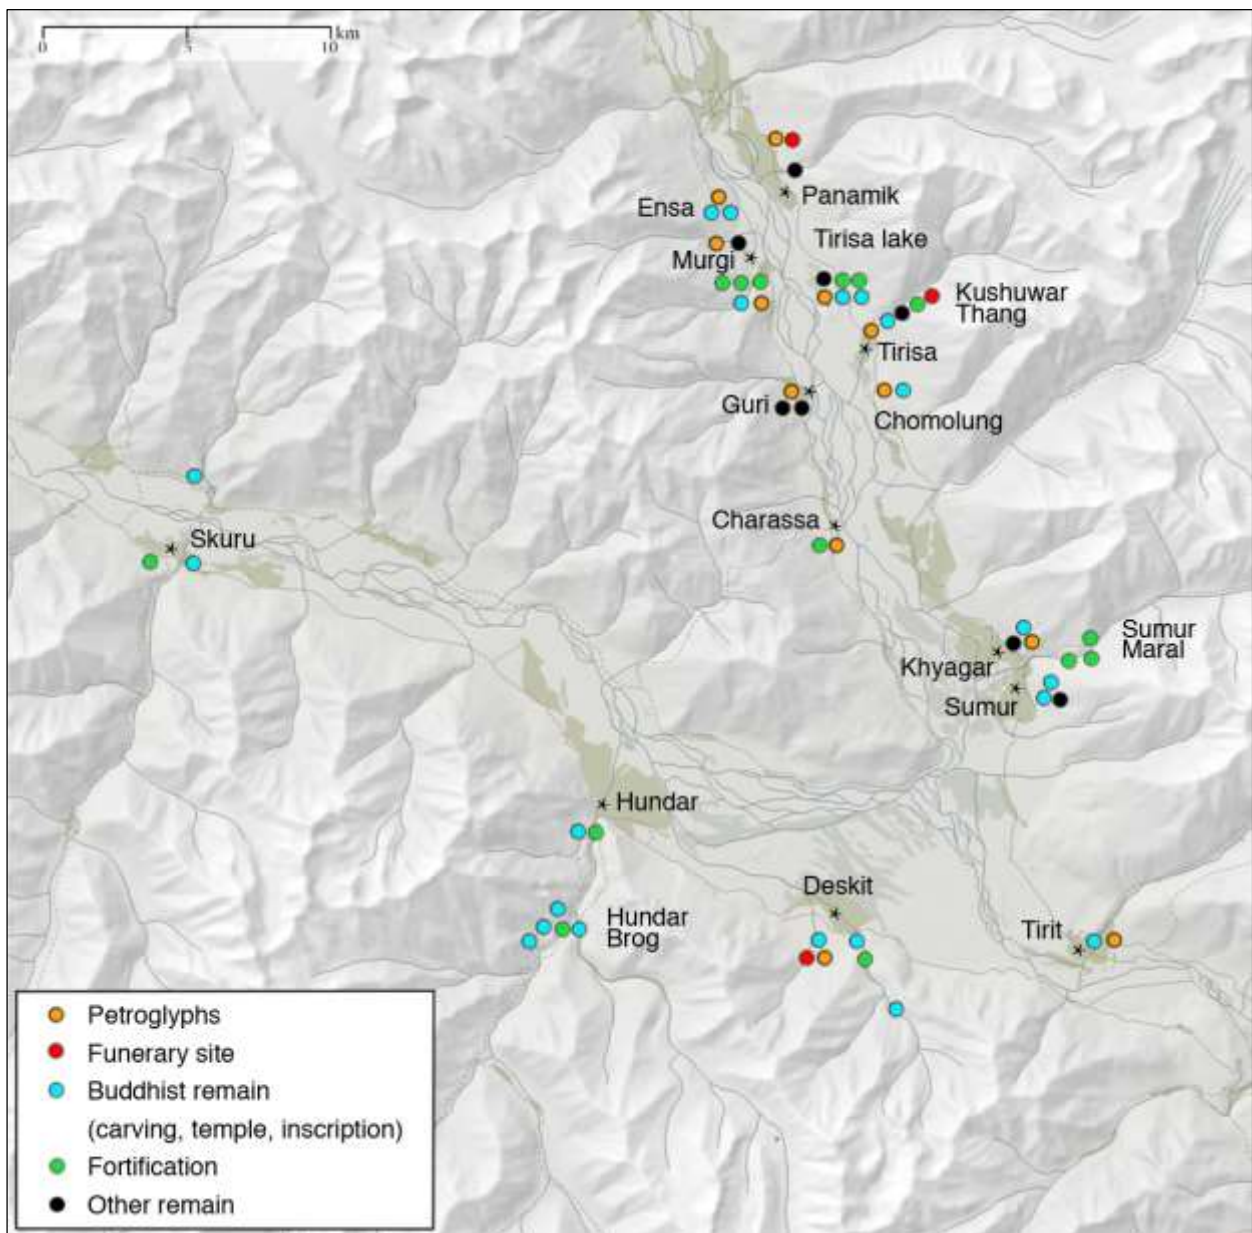 km
0 5 10
Panamik
Ensa
Tirisa lake
Murgi
Kushuwar
Thang
Tirisa
Guri
Chomolung
Charassa
Skuru
Sumur
Maral
Khyagar
Sumur
Hundar
Deskit
Hundar
Brog
Tirit
Petroglyphs
Funerary site
Buddhist remain
(carving, temple, inscription)
Fortification
Other remain